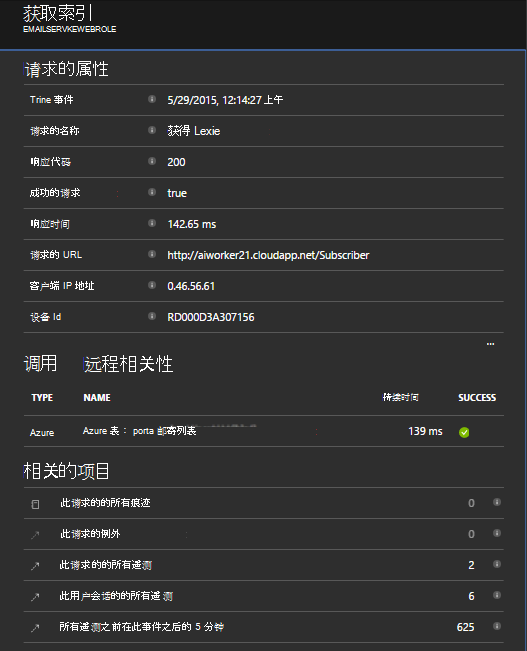 获取索引
EMAILSERVKEWEBROLE
请求的属性
Trine 事件 5/29/2015, 12:14:27 上午
请求的名称 获得 Lexie
响应代码 200
成功的请求 true
响应时间 142.65 ms
请求的 URL http://aiworker21.cloudapp.net/Subscriber
客户端 IP 地址 0.46.56.61
设备 Id RD000D3A307156
...
调用 远程相关性
TYPE NAME 持续时间 SUCCESS
Azure Azure 表： porta 邮寄列表 139 ms
相关的项目
此请求的的所有痕迹 0
此请求的例外 0
此请求的的所有遥测 2
此用户会话的的所有遥测 6
所有遥测之前在此事件之后的 5 分钟 625